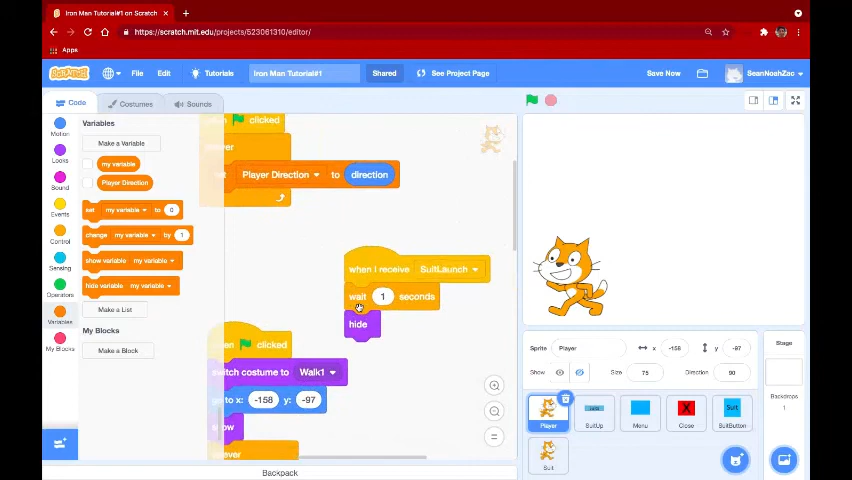 Iron Man Tutorial#1 on Scratch
https://scratch.mit.edu/projects/523061310/editor/
Apps
SCRATCH
File
Edit
Tutorials
Iron Man Tutorial#1
Shared
See Project Page
Save Now
SeanNoahZac
Code
Costumes
Sounds
Motion
Looks
Sound
Events
Control
Sensing
Operators
Variables
My Blocks
Variables
Make a Variable
my variable
Player Direction
set my variable to 0
change my variable by 1
show variable my variable
hide variable my variable
Make a List
My Blocks
Make a Block
clicked
Player Direction to direction
when I receive SuitLaunch
wait 1 seconds
hide
clicked
switch costume to Walk1
go to x: -158 y: -97
Backpack
Sprite Player x -158 y -97
Show Size 75 Direction 90
Player
SuitUp
Menu
Close
SuitButton
Suit
Suit
Stage
Backdrops
1